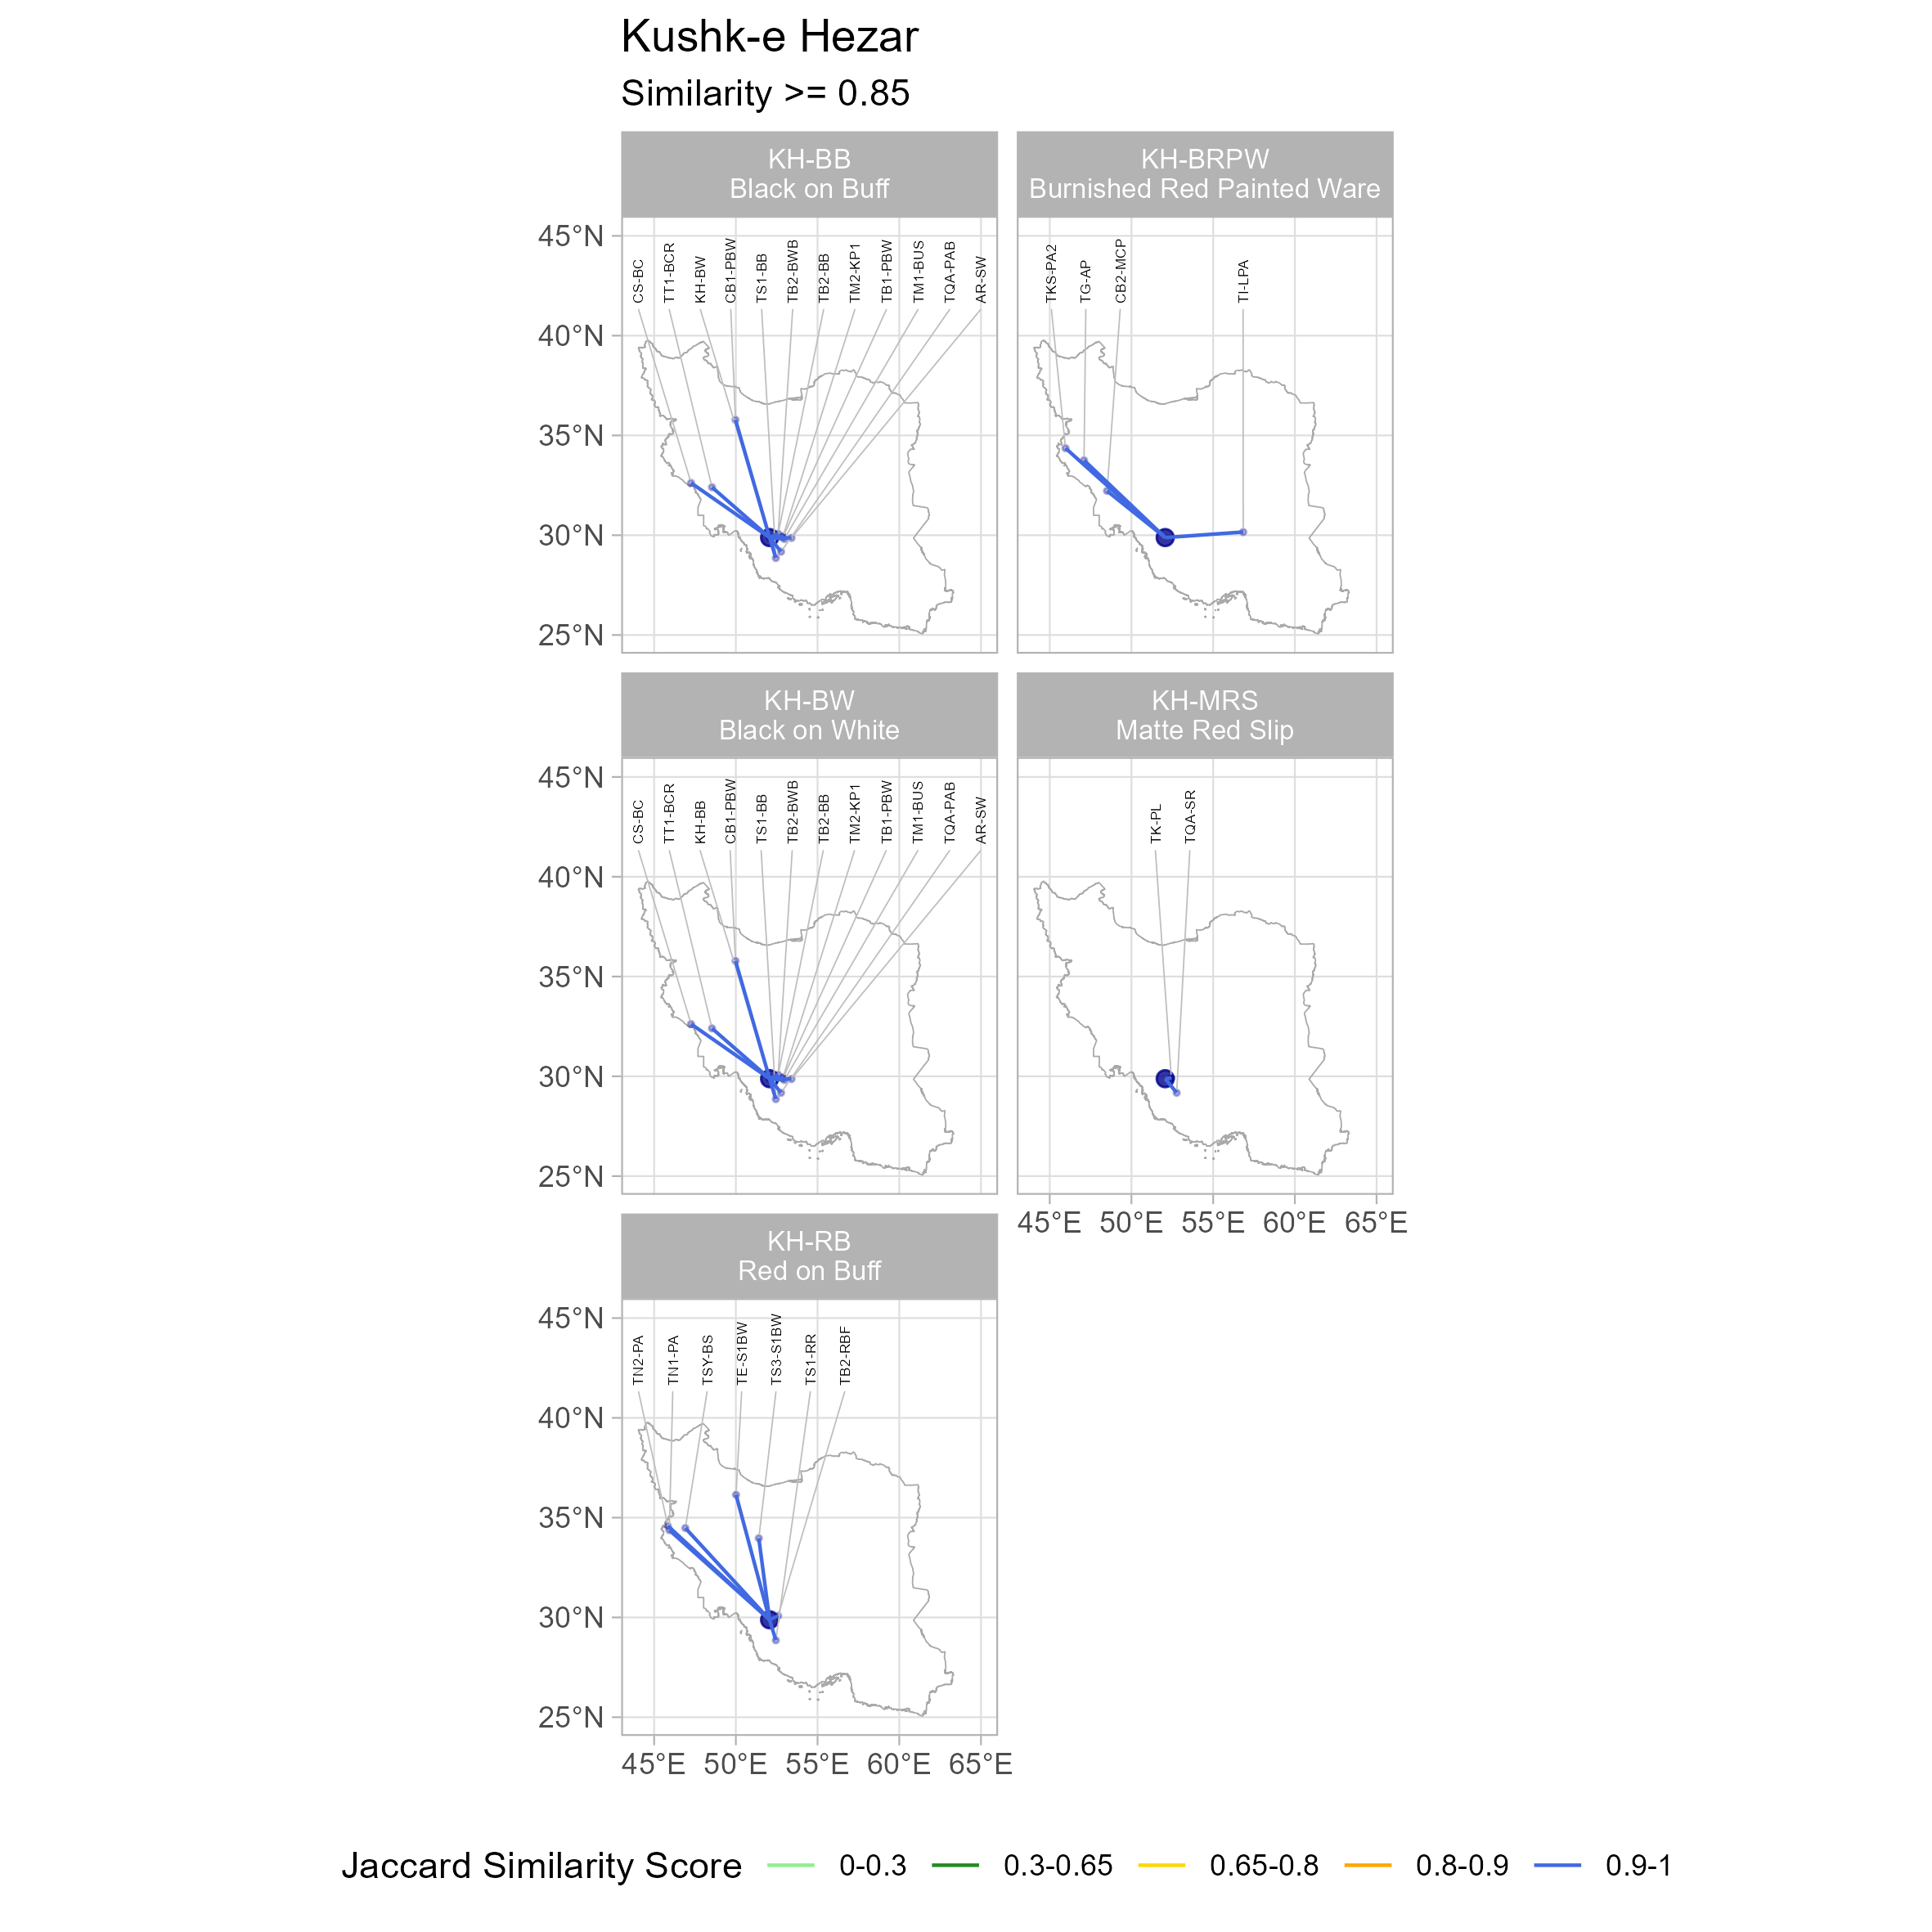 Kushk-e Hezar
Similarity >= 0.85
KH-BB
Black on Buff
KH-BRPW
Burnished Red Painted Ware
45°N
40°N
35°N
30°N
25°N
CS-BC
TT1-BCR
KH-BW
CB1-PBW
TS1-BB
TB2-BWB
TB2-BB
TM2-KP1
TB1-PBW
TM1-BUS
TQA-PAB
AR-SW
TKS-PA2
TG-AP
CB2-MCP
TI-LPA
KH-BW
Black on White
KH-MRS
Matte Red Slip
45°N
40°N
35°N
30°N
25°N
CS-BC
TT1-BCR
KH-BB
CB1-PBW
TS1-BB
TB2-BWB
TB2-BB
TM2-KP1
TB1-PBW
TM1-BUS
TQA-PAB
AR-SW
TK-PL
TQA-SR
45°E 50°E 55°E 60°E 65°E
KH-RB
Red on Buff
45°N
40°N
35°N
30°N
25°N
TN2-PA
TN1-PA
TSY-BS
TE-S1BW
TS3-S1BW
TS1-RR
TB2-RBF
45°E 50°E 55°E 60°E 65°E
Jaccard Similarity Score 0-0.3 0.3-0.65 0.65-0.8 0.8-0.9 0.9-1